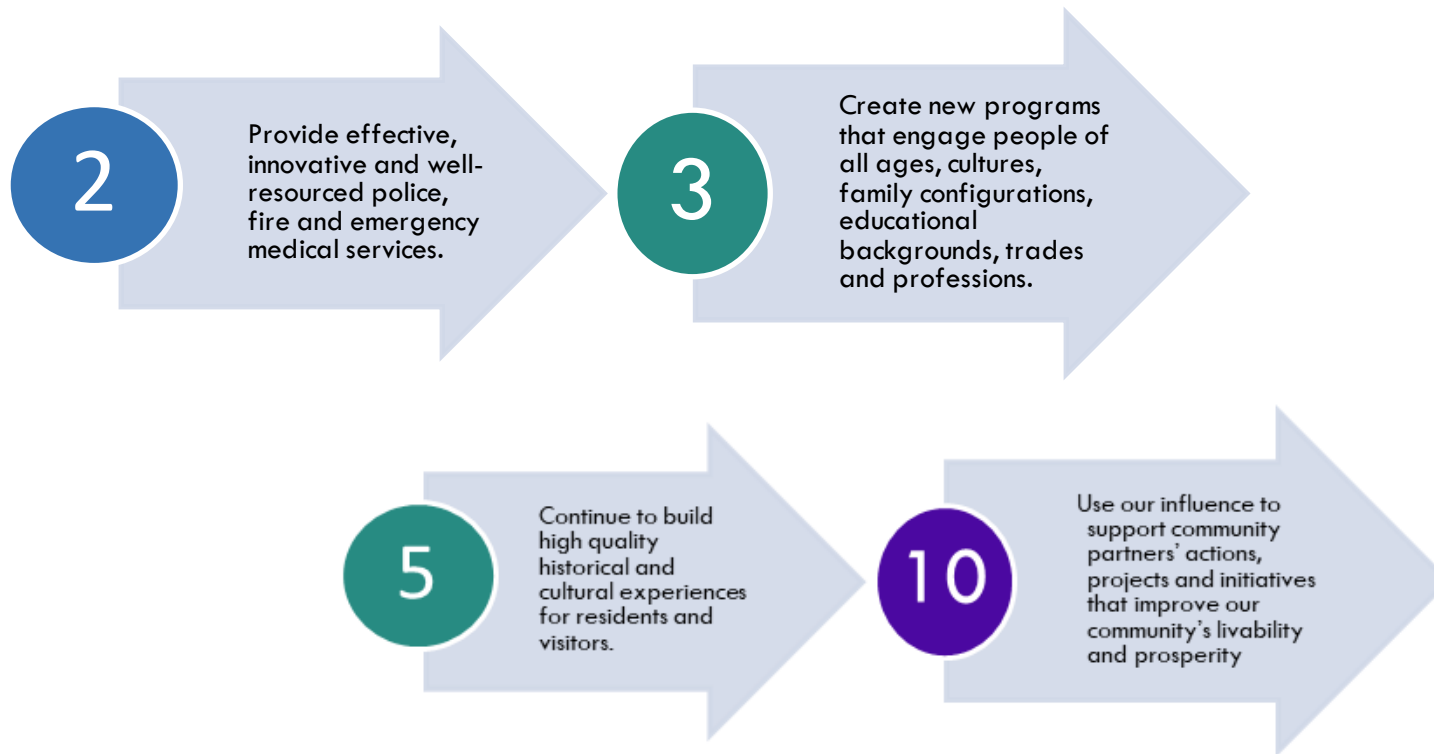 2
Provide effective,
innovative and well-
resourced police,
fire and emergency
medical services.
3
Create new programs
that engage people of
all ages, cultures,
family configurations,
educational
backgrounds, trades
and professions.
5
Continue to build
high quality
historical and
cultural experiences
for residents and
visitors.
10
Use our influence to
support community
partners’ actions,
projects and initiatives
that improve our
community’s livability
and prosperity